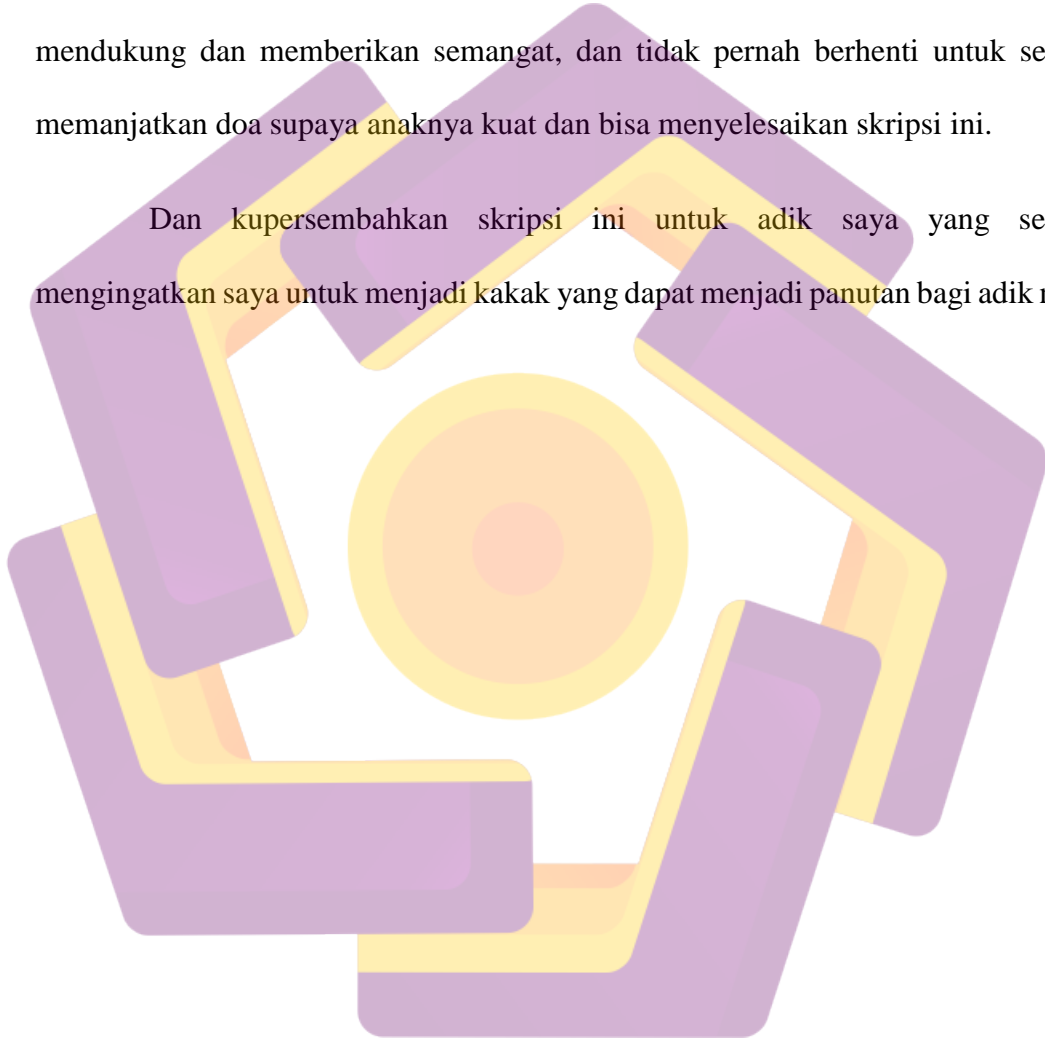 mendukung dan memberikan semangat, dan tidak pernah berhenti untuk se
memanjatkan doa supaya anaknya kuat dan bisa menyelesaikan skripsi ini.
Dan kupersembahkan skripsi ini untuk adik saya yang se
mengingatkan saya untuk menjadi kakak yang dapat menjadi panutan bagi adik